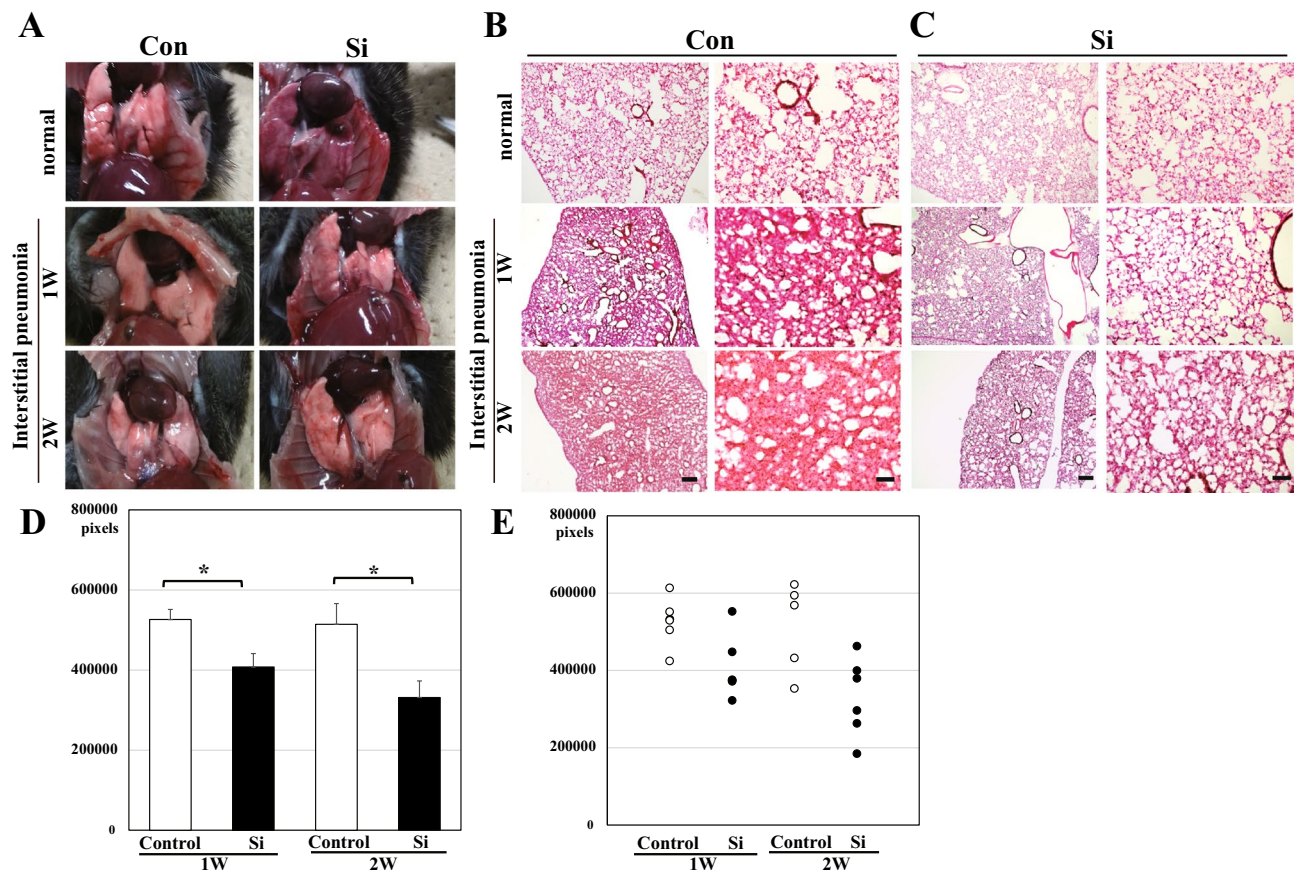 A
Con
Si
normal
Interstitial pneumonia
1W
2W
B
Con
normal
Interstitial pneumonia
1W
2W
C
Si
D
800000
pixels
600000
400000
200000
0
*
*
Control
Si
Control
Si
1W
2W
E
800000
pixels
600000
400000
200000
0
Control
Si
Control
Si
1W
2W